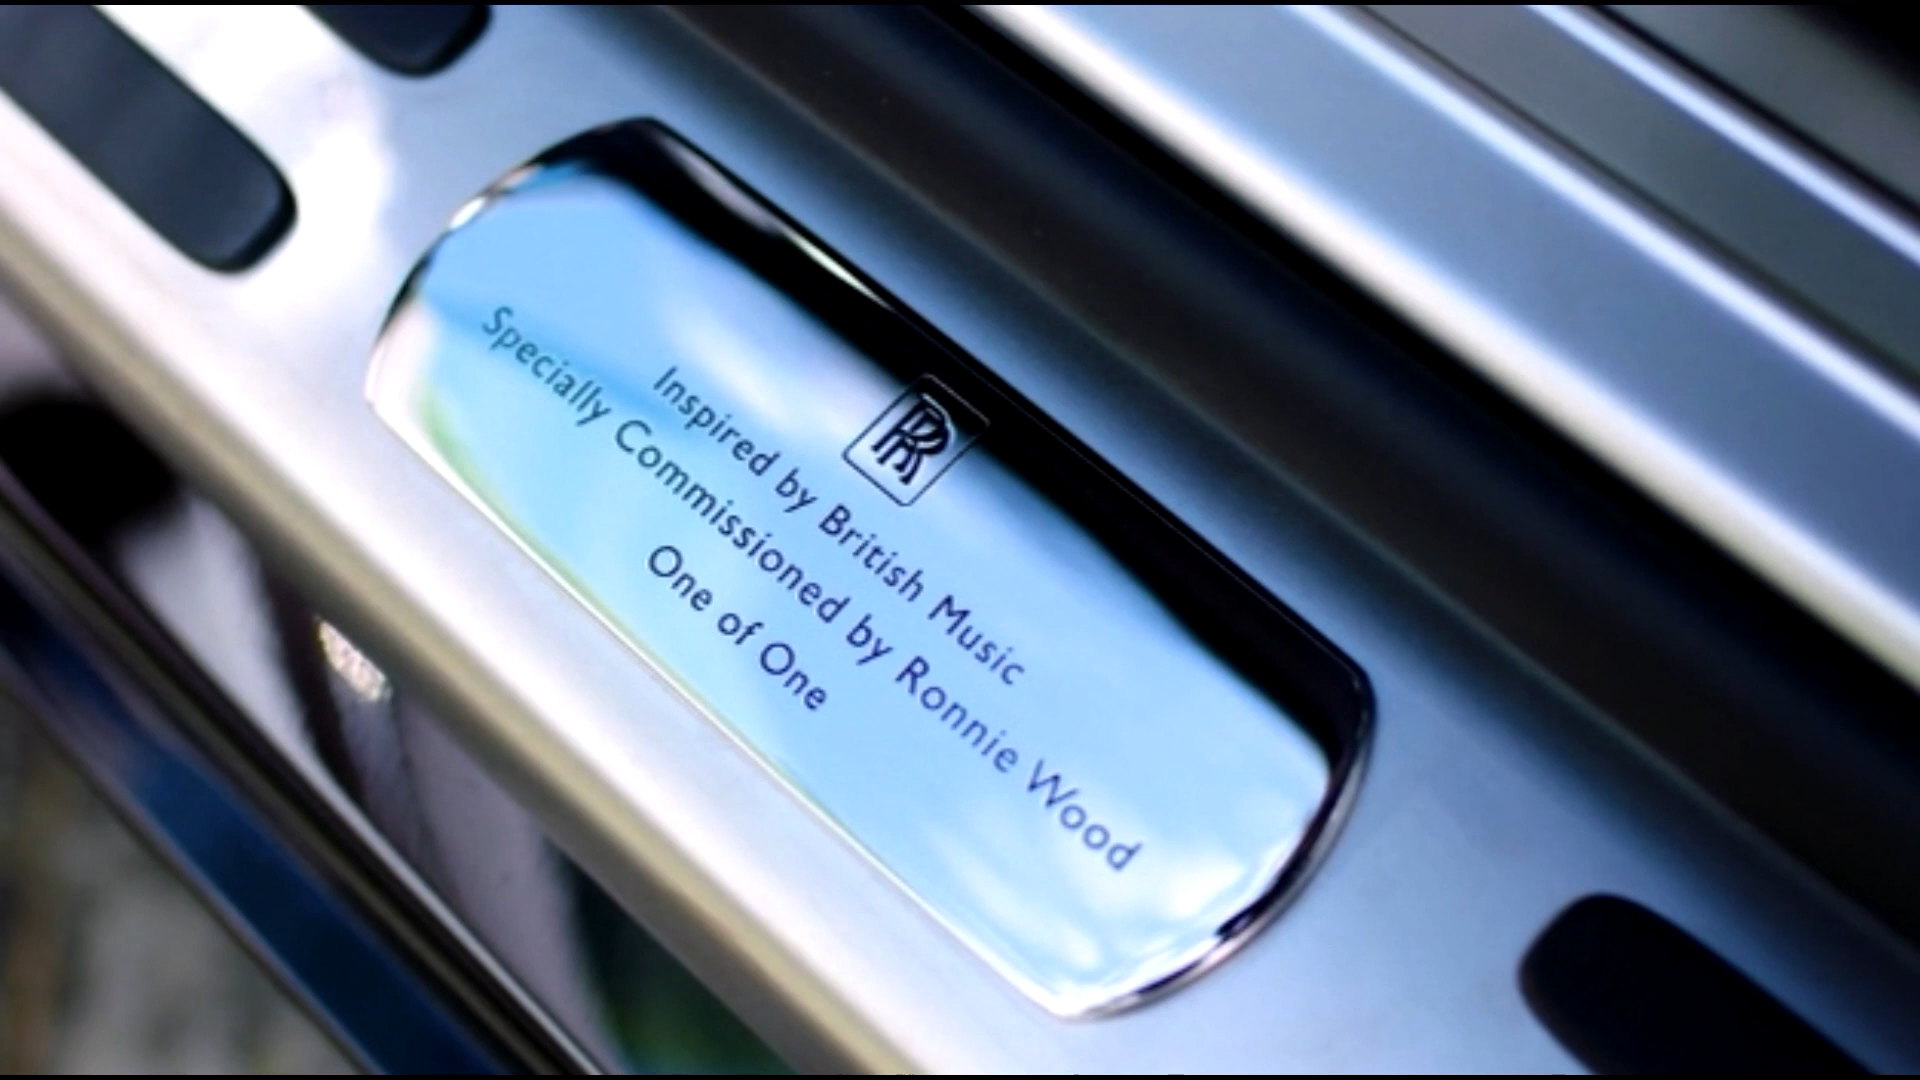 RR
Inspired by British Music
Specially Commissioned by Ronnie Wood
One of One